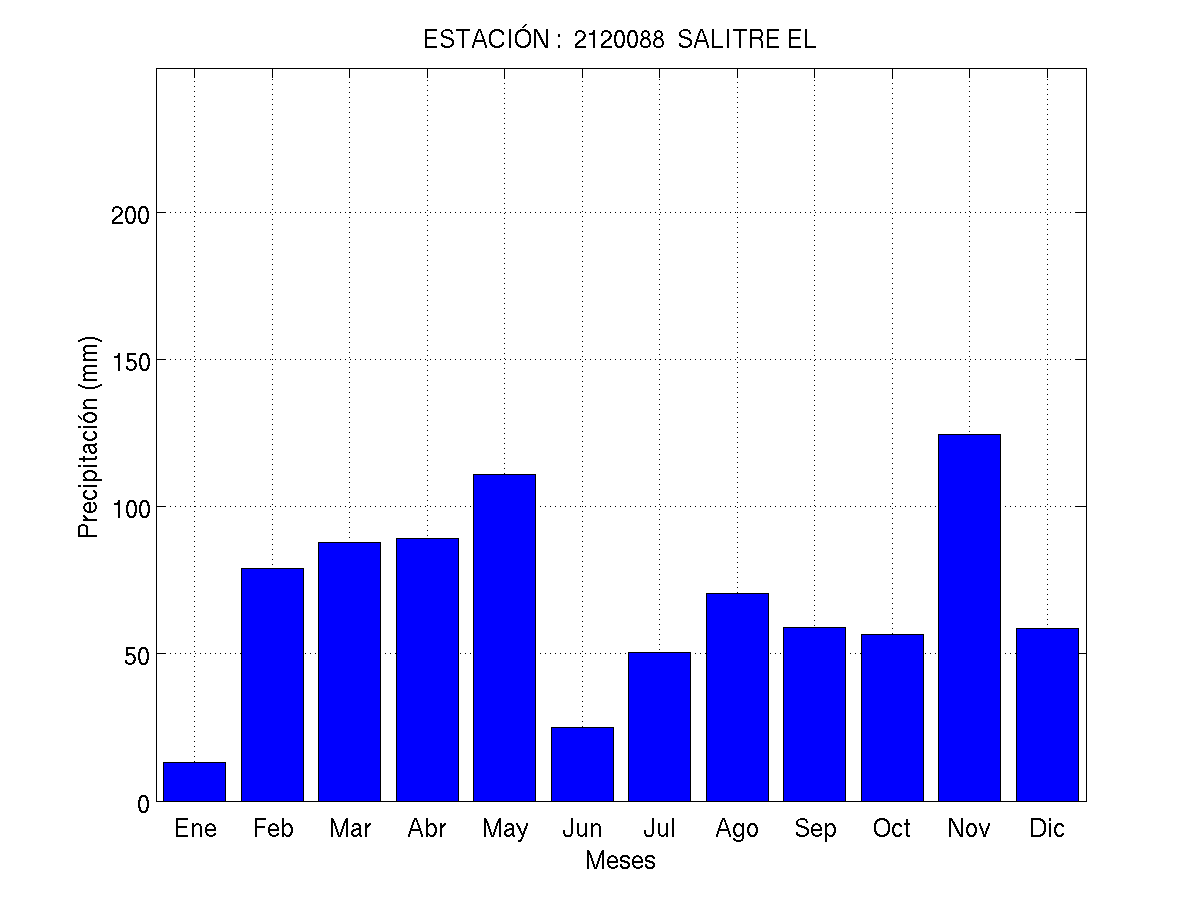 ESTACIÓN :  2120088  SALITRE EL
200
150
100
50
0
Precipitación (mm)
Ene Feb Mar Abr May Jun Jul Ago Sep Oct Nov Dic
Meses